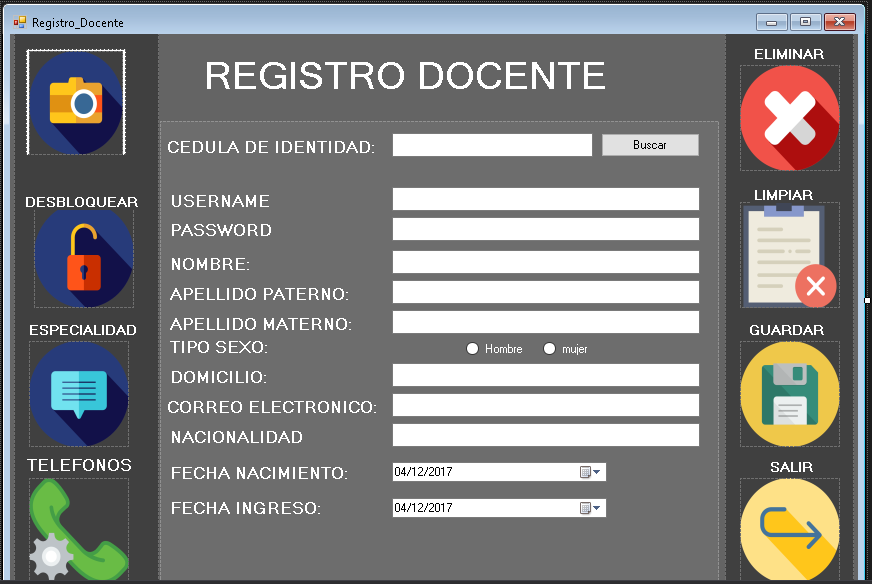 Registro_Docente
REGISTRO DOCENTE
CEDULA DE IDENTIDAD:
Buscar
USERNAME
PASSWORD
NOMBRE:
APELLIDO PATERNO:
APELLIDO MATERNO:
TIPO SEXO:
Hombre
mujer
DOMICILIO:
CORREO ELECTRONICO:
NACIONALIDAD
FECHA NACIMIENTO:
04/12/2017
FECHA INGRESO:
04/12/2017
DESBLOQUEAR
ESPECIALIDAD
TELEFONOS
ELIMINAR
LIMPIAR
GUARDAR
SALIR